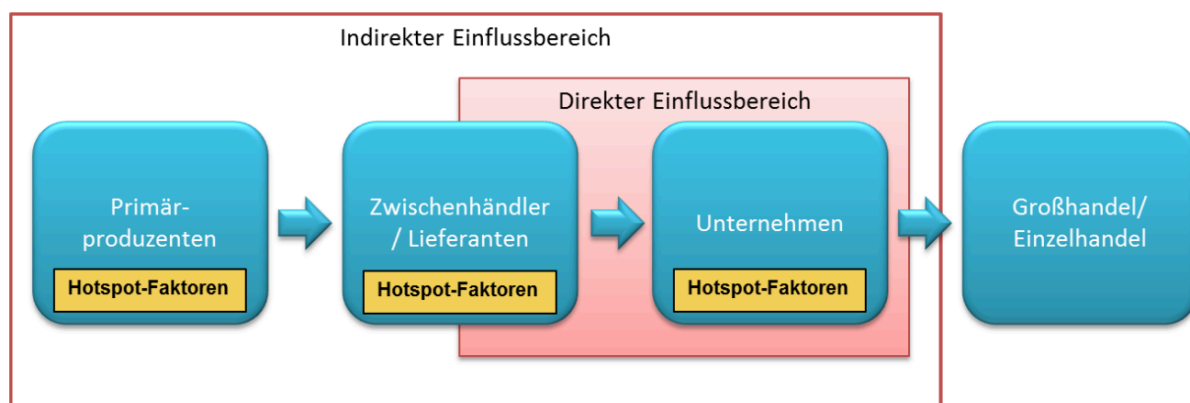 Indirekter Einflussbereich
Direkter Einflussbereich
Primär-
produzenten
Hotspot-Faktoren
Zwischenhändler
/ Lieferanten
Hotspot-Faktoren
Unternehmen
Hotspot-Faktoren
Großhandel/
Einzelhandel